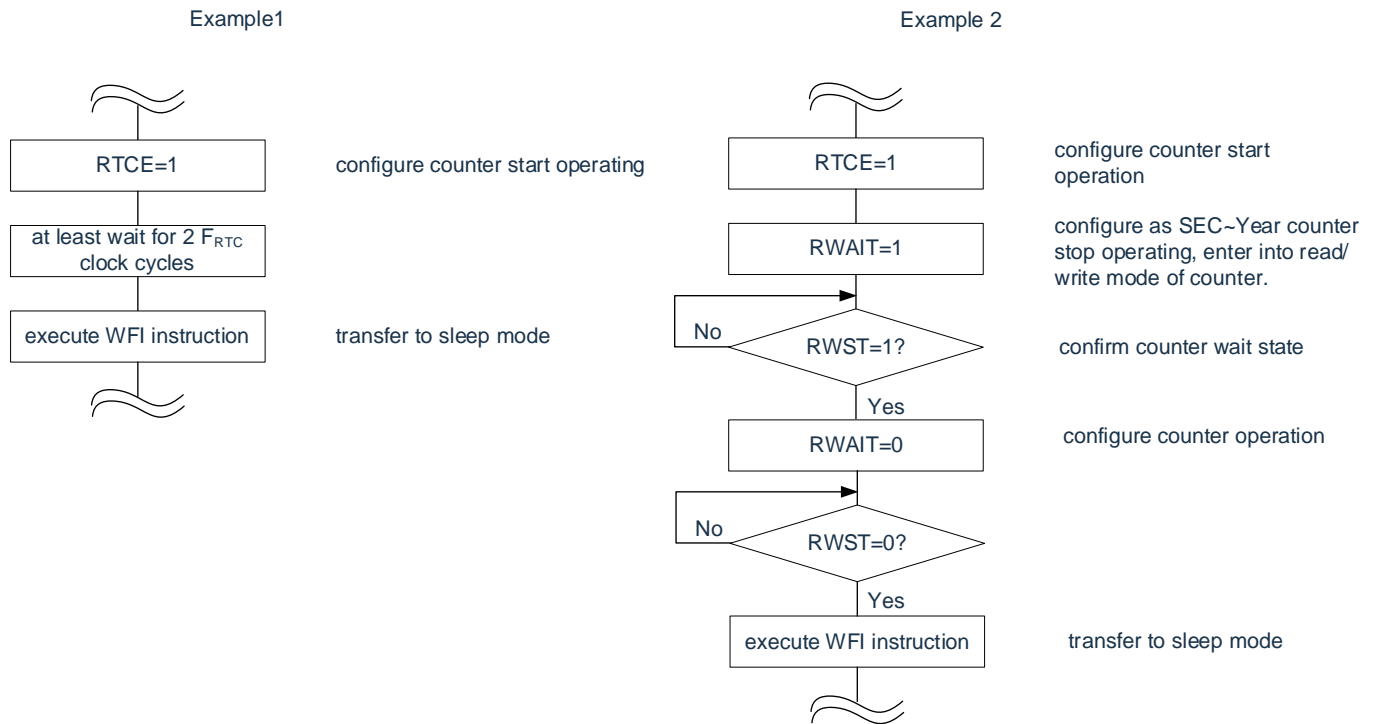 Example1
RTCE=1
configure counter start operating
at least wait for 2 FRTC
clock cycles
execute WFI instruction
transfer to sleep mode
Example 2
RTCE=1
configure counter start
operation
RWAIT=1
configure as SEC~Year counter
stop operating, enter into read/
write mode of counter.
No
RWST=1?
confirm counter wait state
Yes
RWAIT=0
configure counter operation
No
RWST=0?
Yes
execute WFI instruction
transfer to sleep mode